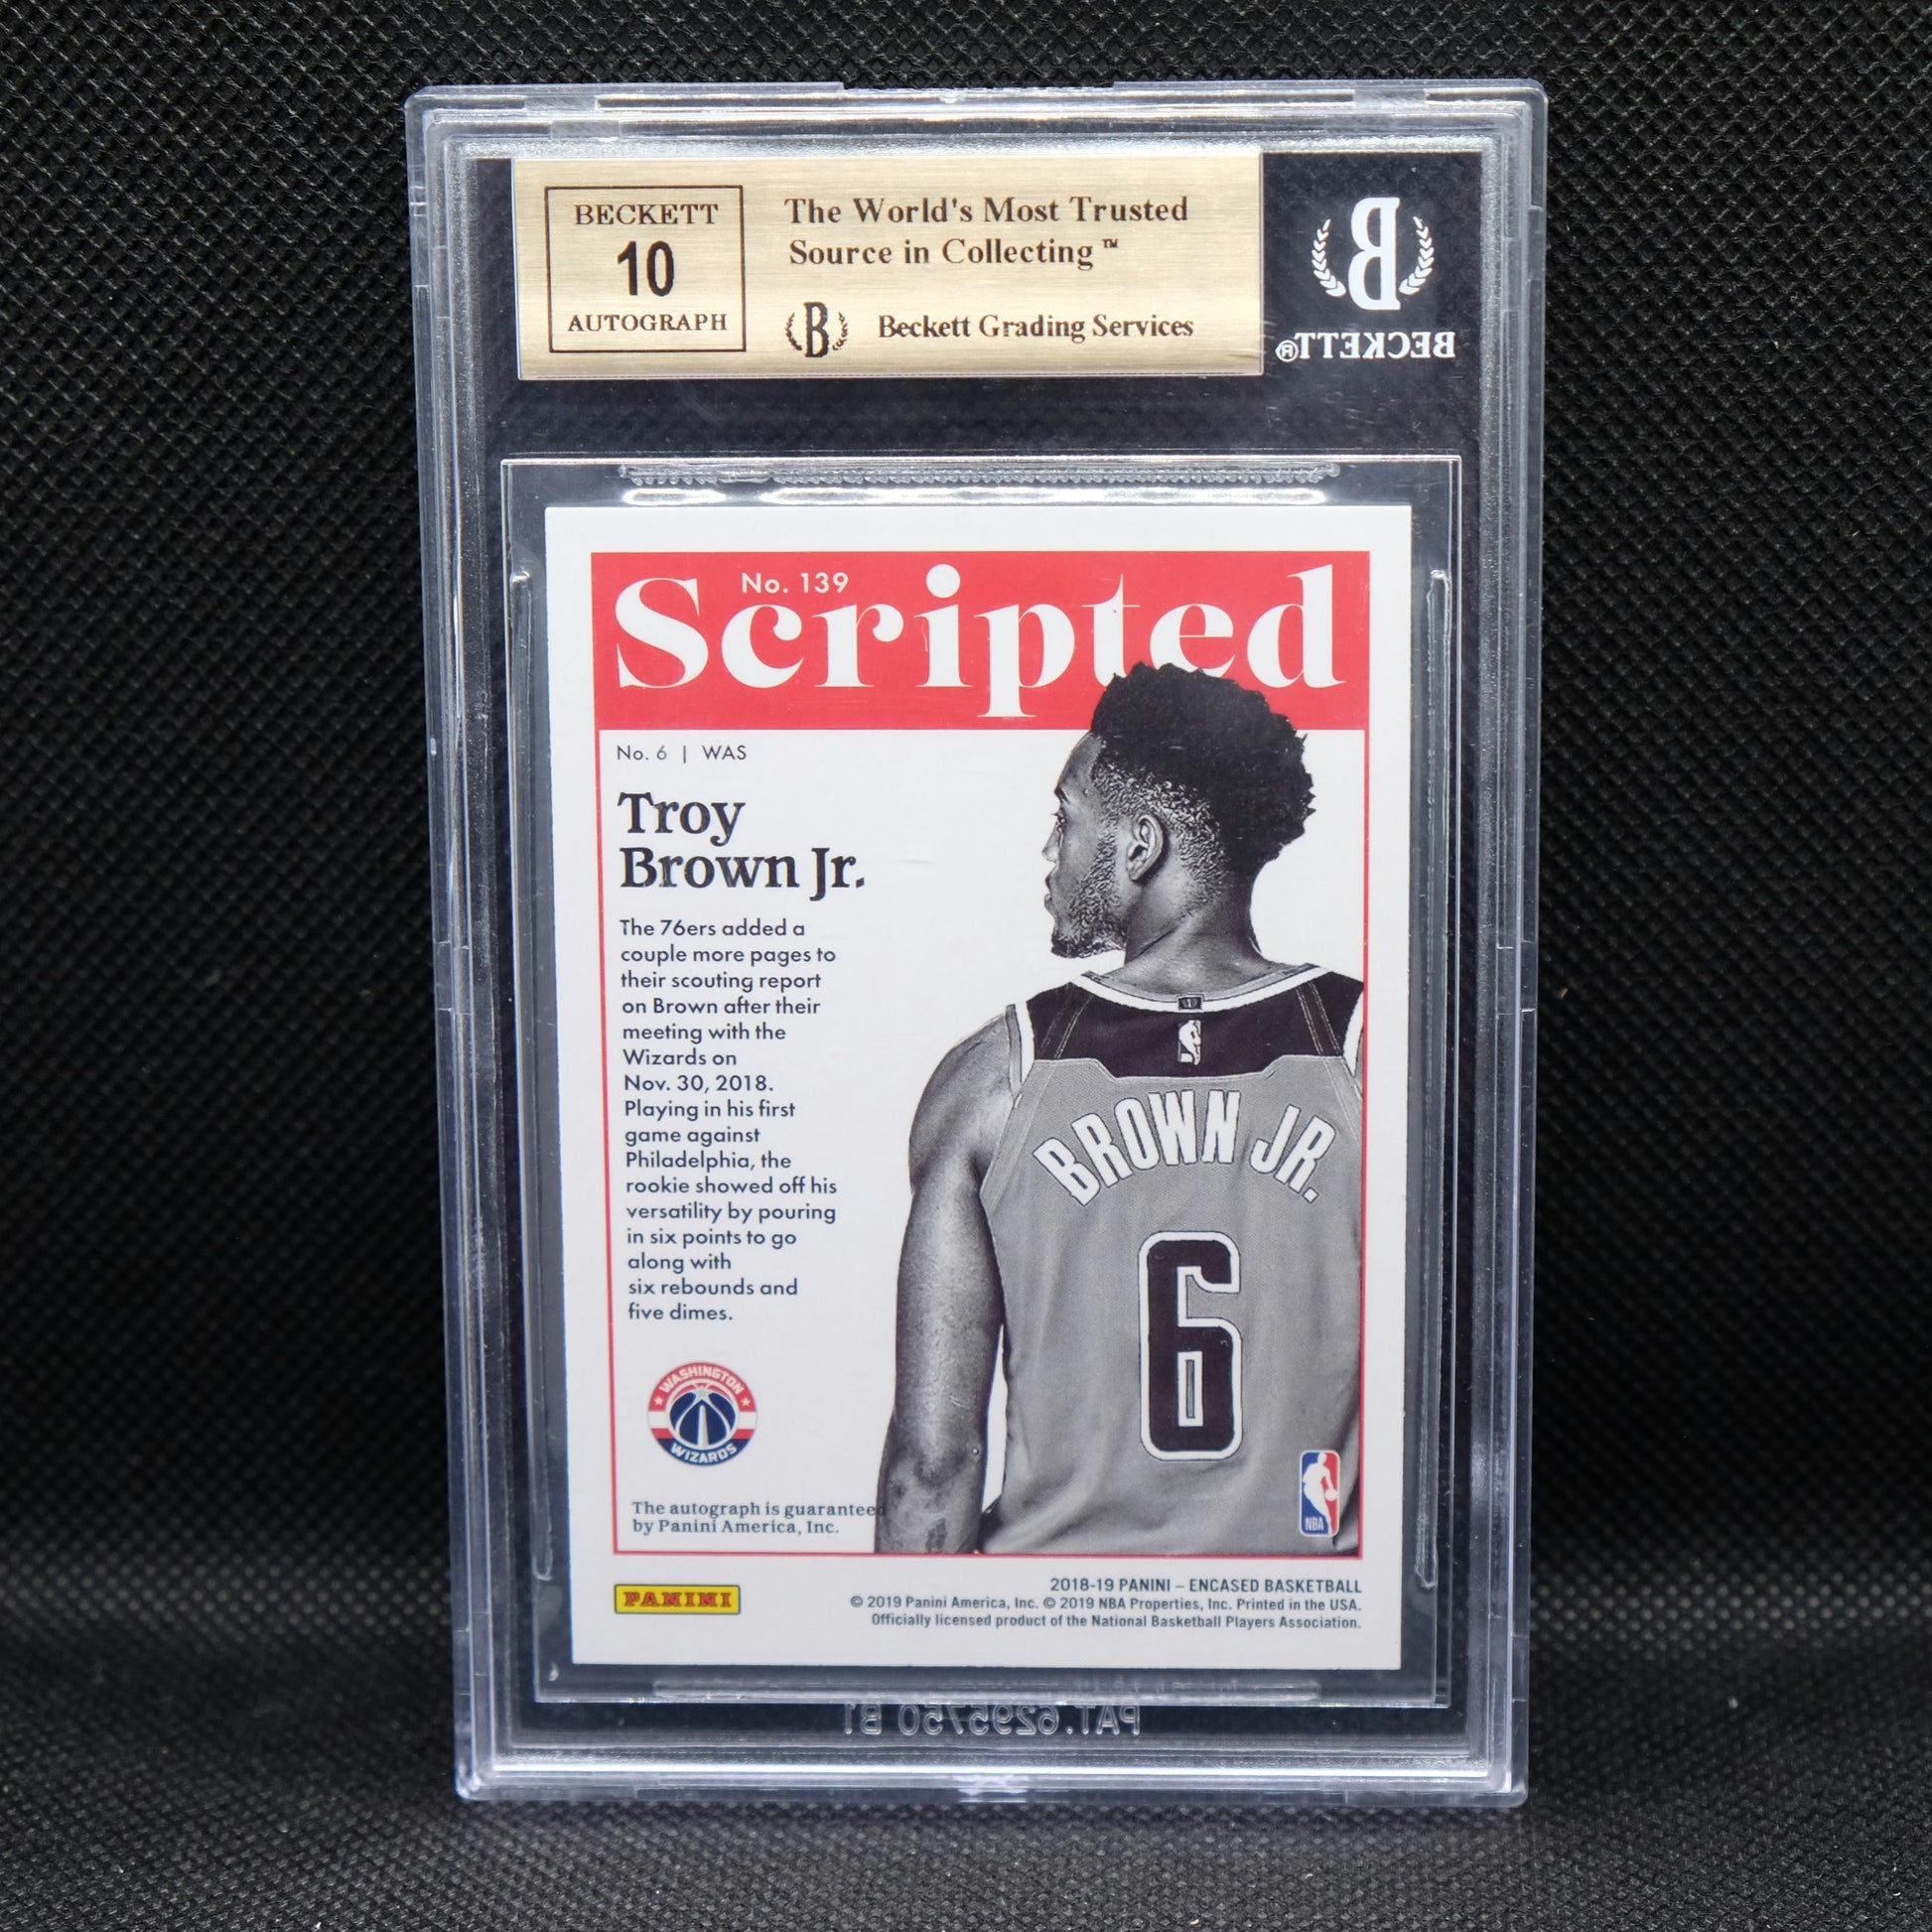 BECKETT
10
AUTOGRAPH
The World's Most Trusted
Source in Collecting™
B Beckett Grading Services
B
BECKETT®
No. 139
Scripted
No. 6 | WAS
Troy
Brown Jr.
The 76ers added a
couple more pages to
their scouting report
on Brown after their
meeting with the
Wizards on
Nov. 30, 2018.
Playing in his first
game against
Philadelphia, the
rookie showed off his
versatility by pouring
in six points to go
along with
six rebounds and
five dimes.
BROWN JR.
6
WASHINGTON
WIZARDS
NBA
The autograph is guaranteed
by Panini America, Inc.
PANINI
2018-19 PANINI – ENCASED BASKETBALL
© 2019 Panini America, Inc. © 2019 NBA Properties, Inc. Printed in the USA.
Officially licensed product of the National Basketball Players Association.
PAT.6295750 B1